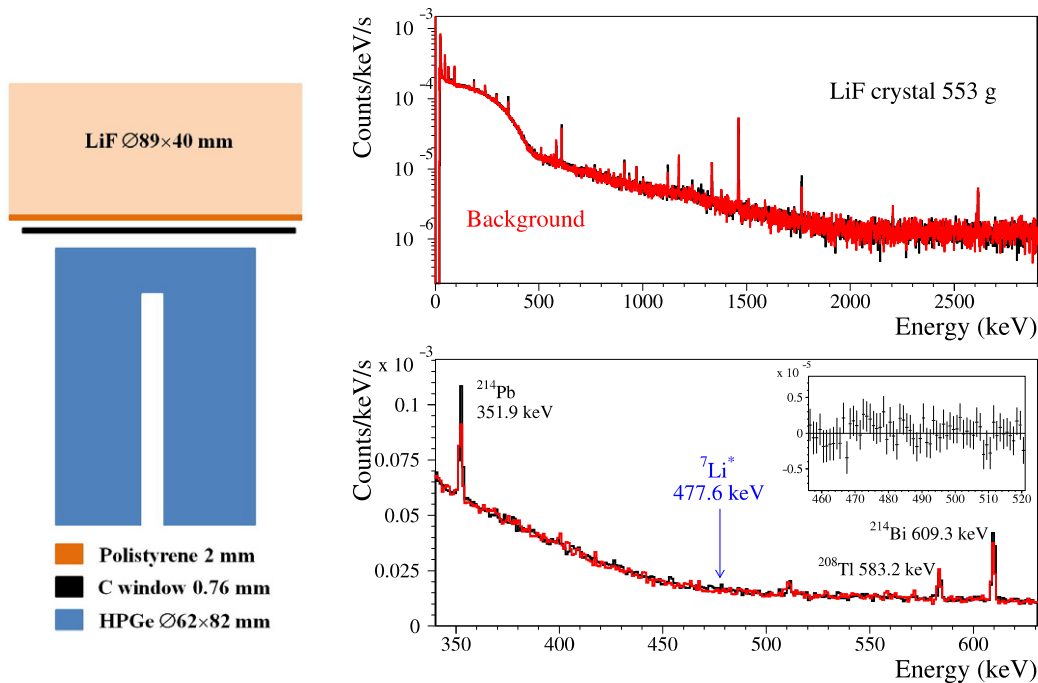 LiF ∅89×40 mm
Polistyrene 2 mm
C window 0.76 mm
HPGe ∅62×82 mm
Counts/keV/s
10⁻³
10⁻⁴
10⁻⁵
10⁻⁶
LiF crystal 553 g
Background
0 500 1000 1500 2000 2500
Energy (keV)
Counts/keV/s
x 10⁻³
0.1
0.075
0.05
0.025
0
²¹⁴Pb
351.9 keV
⁷Li*
477.6 keV
x 10⁻⁵
0.5
0
−0.5
460 470 480 490 500 510 520
²¹⁴Bi 609.3 keV
²⁰⁸Tl 583.2 keV
350 400 450 500 550 600
Energy (keV)